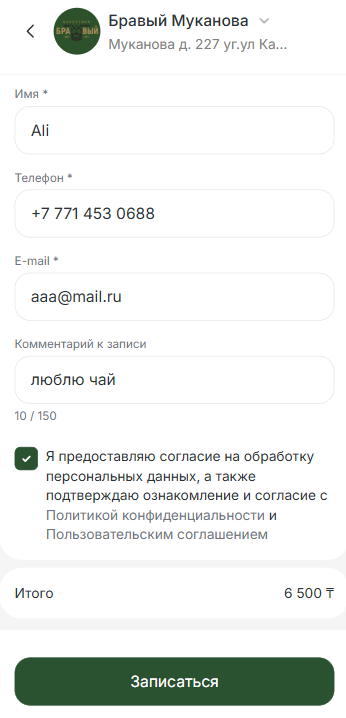 Бравый Муканова
БРА ВЫЙ
Муканова д. 227 уг.ул Ка...
Имя *
Ali
Телефон *
+7 771 453 0688
E-mail *
aaa@mail.ru
Комментарий к записи
люблю чай
10 / 150
Я предоставляю согласие на обработку
персональных данных, а также
подтверждаю ознакомление и согласие с
Политикой конфиденциальности и
Пользовательским соглашением
Итого 6 500 ₸
Записаться